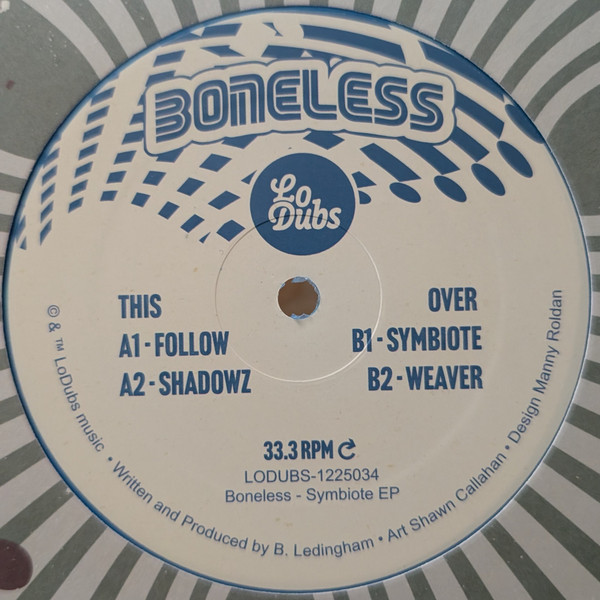 BONELESS
Lo
Dubs
THIS
A1 - FOLLOW
A2 - SHADOWZ
OVER
B1 - SYMBIOTE
B2 - WEAVER
33.3 RPM
LODUBS-1225034
Boneless - Symbiote EP
© & ™ LoDubs music • Written and Produced by B. Ledingham • Art Shawn Callahan • Design Manny Roldan